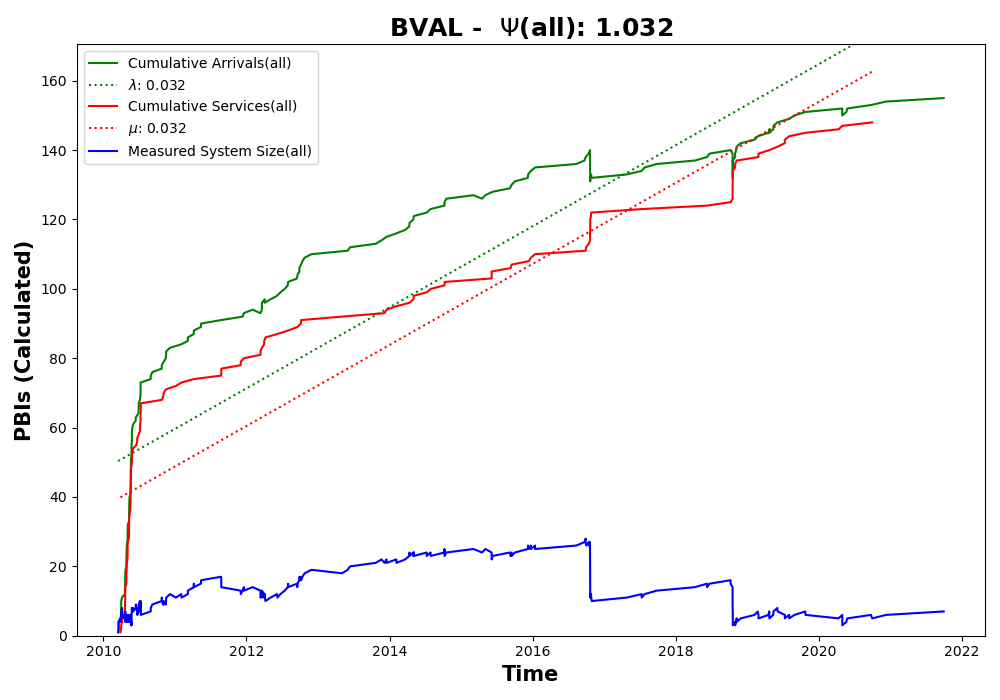 BVAL -  Ψ(all): 1.032
Cumulative Arrivals(all)
λ: 0.032
Cumulative Services(all)
μ: 0.032
Measured System Size(all)
PBIs (Calculated)
160
140
120
100
80
60
40
20
0
2010 2012 2014 2016 2018 2020 2022
Time